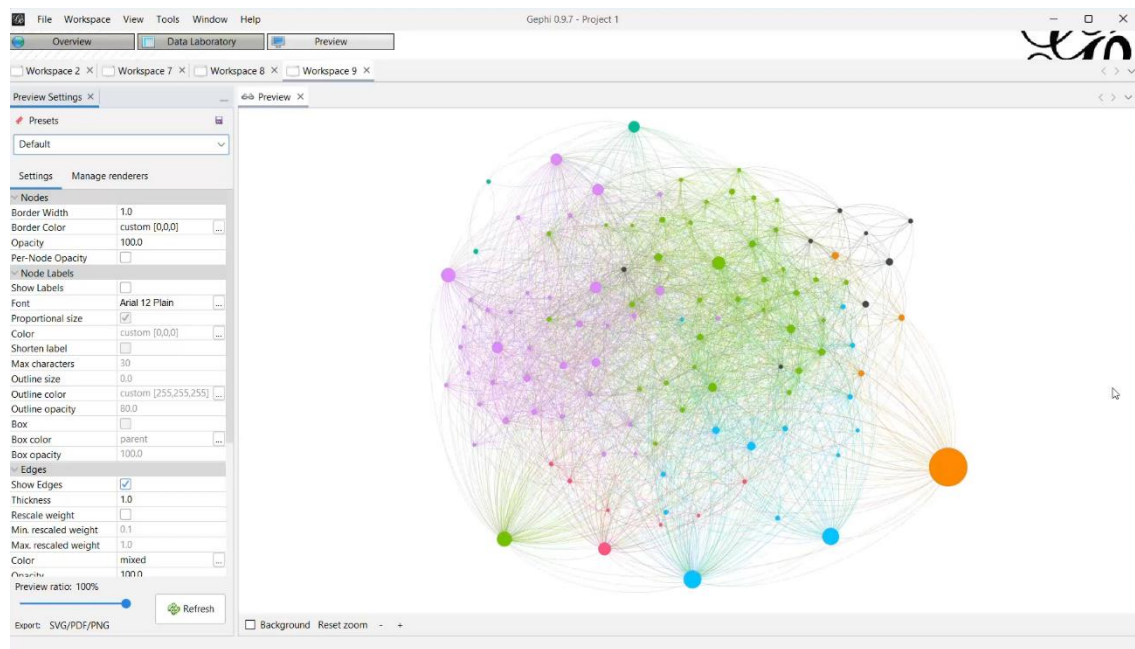 File Workspace View Tools Window Help Gephi 0.9.7 - Project 1
Overview Data Laboratory Preview
Workspace 2 Workspace 7 Workspace 8 Workspace 9
Preview Settings Preview
Presets
Default
Settings Manage renderers
Nodes
Border Width 1.0
Border Color custom [0,0,0] ...
Opacity 100.0
Per-Node Opacity
Node Labels
Show Labels
Font Arial 12 Plain ...
Proportional size
Color custom [0,0,0] ...
Shorten label
Max characters 30
Outline size 0.0
Outline color custom [255,255,255] ...
Outline opacity 80.0
Box
Box color parent ...
Box opacity 100.0
Edges
Show Edges
Thickness 1.0
Rescale weight
Min. rescaled weight 0.1
Max. rescaled weight 1.0
Color mixed ...
Opacity 100.0
Preview ratio: 100%
Refresh
Export: SVG/PDF/PNG
Background Reset zoom - +